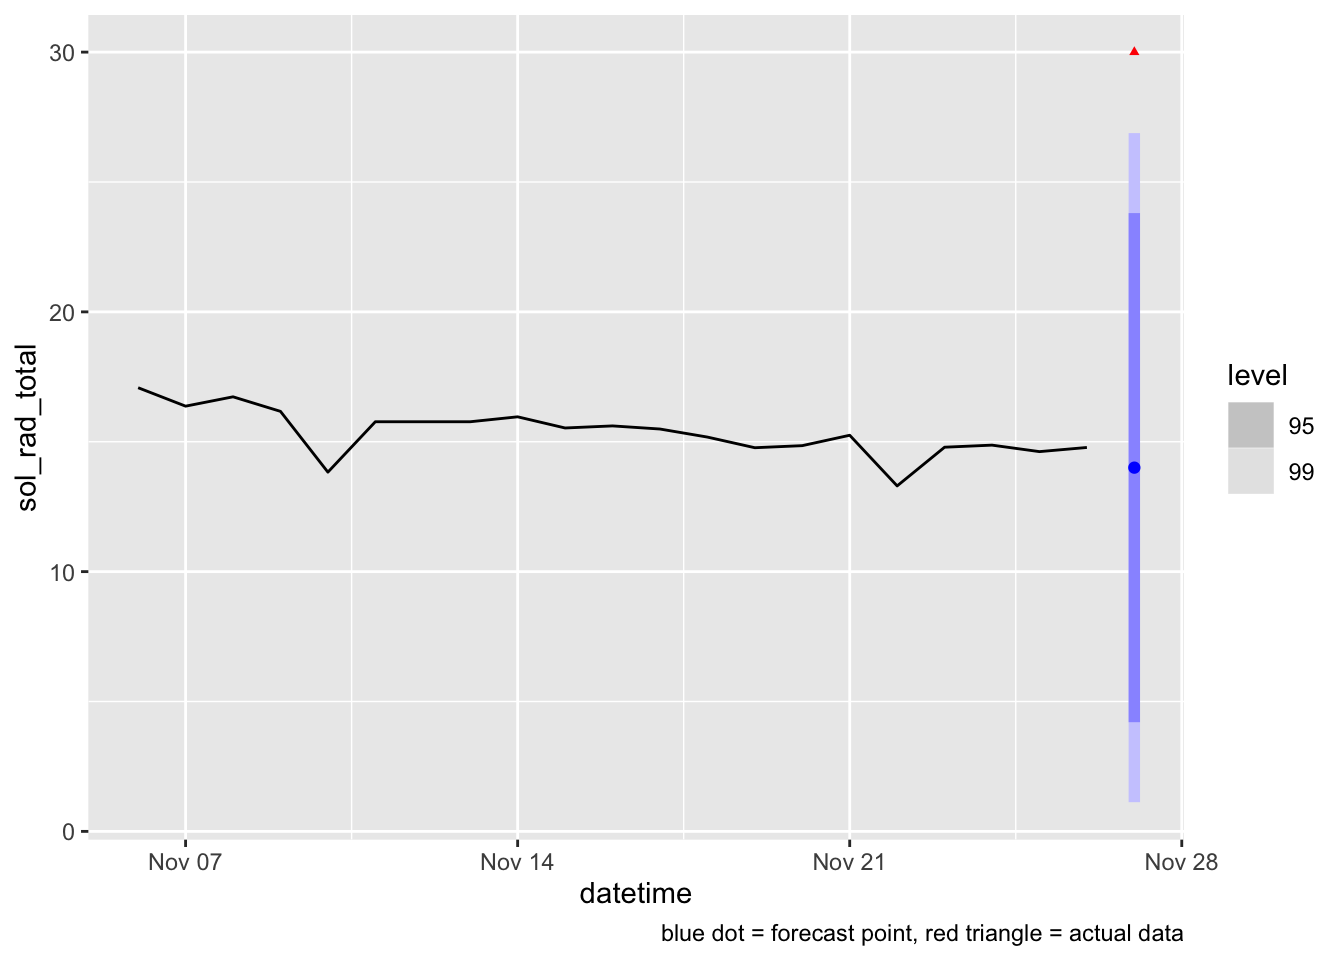 30
20
10
0
sol_rad_total
Nov 07
Nov 14
Nov 21
Nov 28
datetime
blue dot = forecast point, red triangle = actual data
level
95
99